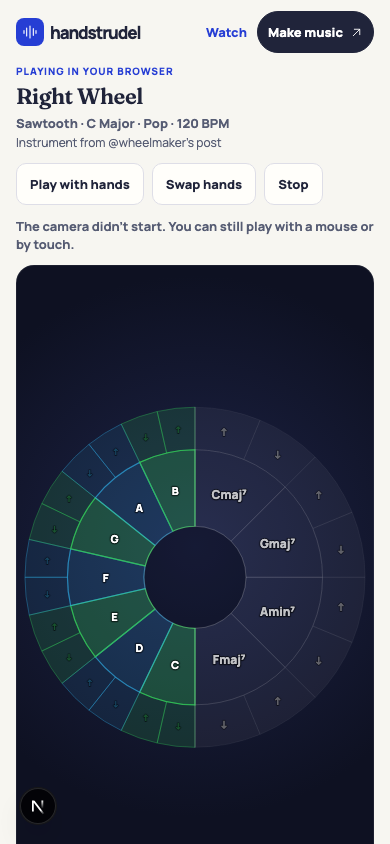 handstrudel
Watch
Make music ↗
PLAYING IN YOUR BROWSER
Right Wheel
Sawtooth · C Major · Pop · 120 BPM
Instrument from @wheelmaker's post
Play with hands
Swap hands
Stop
The camera didn't start. You can still play with a mouse or
by touch.
B
Cmaj⁷
A
G
Gmaj⁷
F
E
Amin⁷
D
C
Fmaj⁷
N